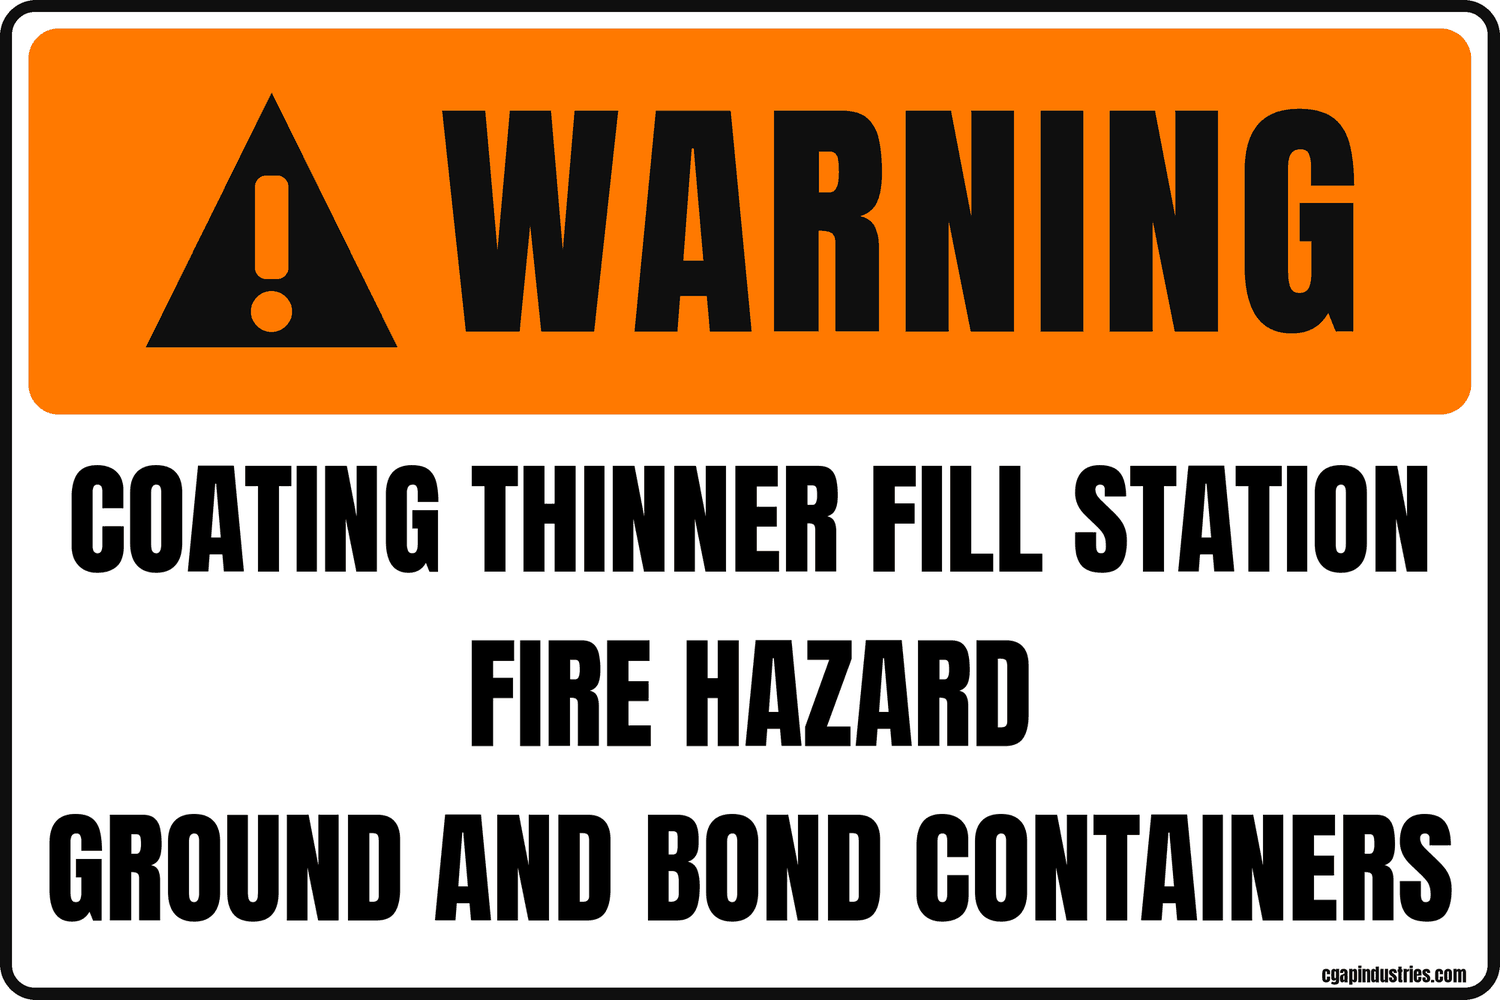 WARNING
COATING THINNER FILL STATION
FIRE HAZARD
GROUND AND BOND CONTAINERS
cgapindustries.com